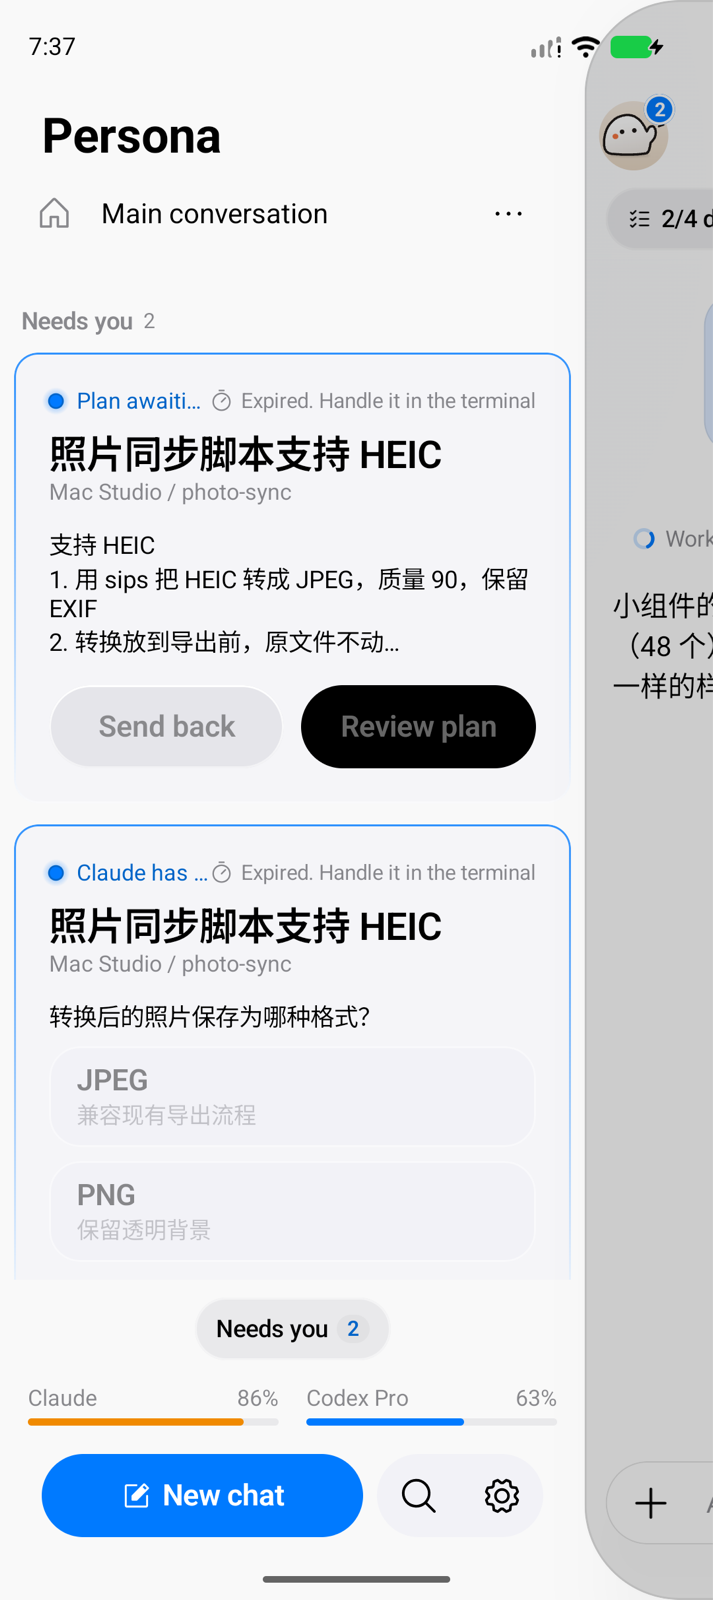 7:37
Persona
2
Main conversation
2/4 d
Needs you 2
Plan awaiti... Expired. Handle it in the terminal
照片同步脚本支持 HEIC
Mac Studio / photo-sync
支持 HEIC
1. 用 sips 把 HEIC 转成 JPEG，质量 90，保留
EXIF
2. 转换放到导出前，原文件不动...
Send back
Review plan
Work
小组件的
（48 个）
一样的样
Claude has ... Expired. Handle it in the terminal
照片同步脚本支持 HEIC
Mac Studio / photo-sync
转换后的照片保存为哪种格式？
JPEG
兼容现有导出流程
PNG
保留透明背景
Needs you 2
Claude 86%
Codex Pro 63%
New chat